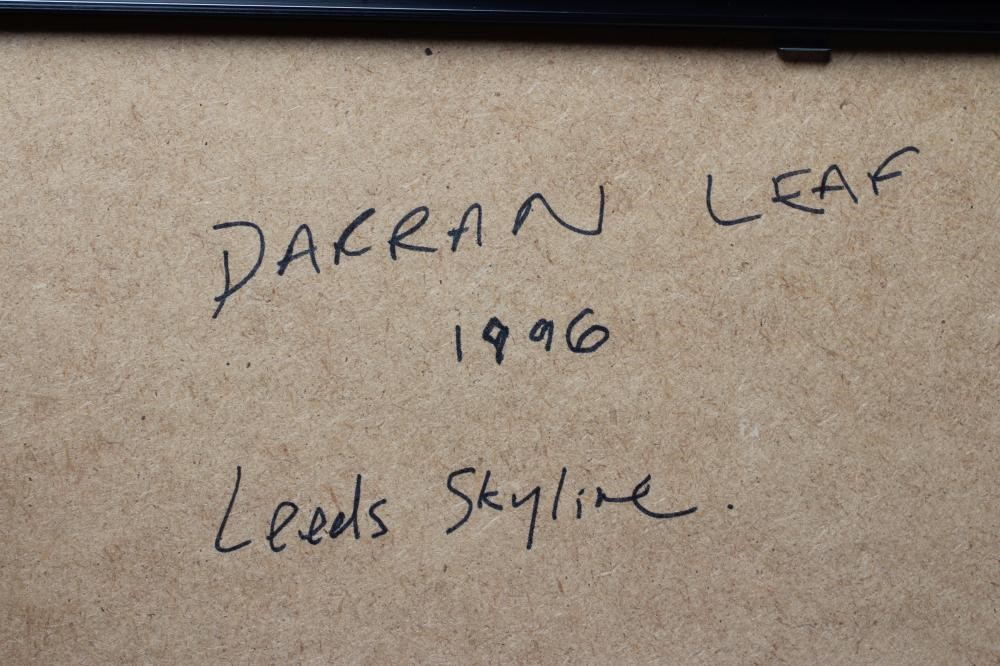 DARRAN LEAF
1996
Leeds Skyline.